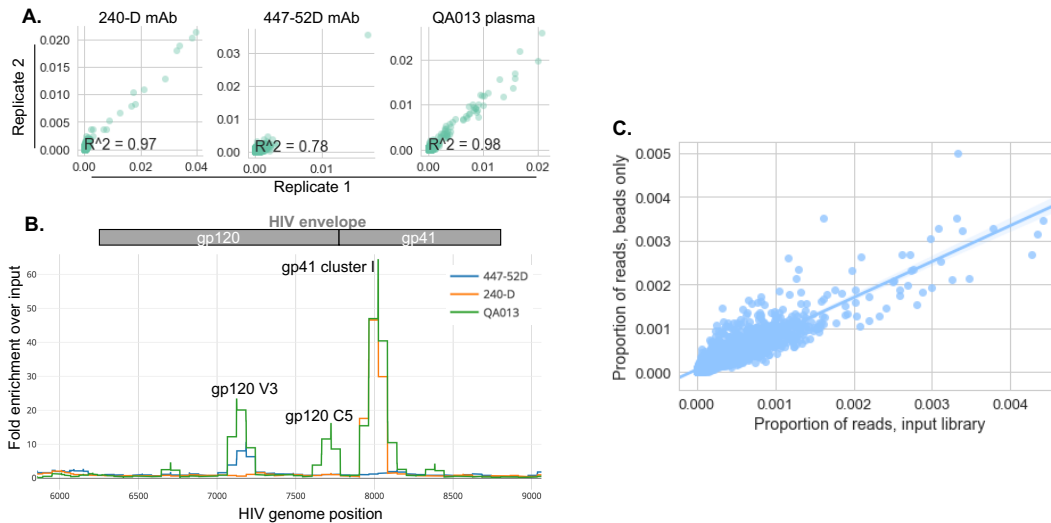 A.
240-D mAb
447-52D mAb
QA013 plasma
Replicate 2
0.020
0.015
0.010
0.005
0.000
R^2 = 0.97
0.00
0.02
0.04
0.03
0.02
0.01
0.00
R^2 = 0.78
0.00
0.01
0.03
0.02
0.01
0.00
R^2 = 0.98
0.00
0.01
0.02
Replicate 1
B.
HIV envelope
gp120
gp41
Fold enrichment over input
60
50
40
30
20
10
0
gp41 cluster I
gp120 V3
gp120 C5
447-52D
240-D
QA013
6000
6500
7000
7500
8000
8500
9000
HIV genome position
C.
Proportion of reads, beads only
0.005
0.004
0.003
0.002
0.001
0.000
0.000
0.001
0.002
0.003
0.004
Proportion of reads, input library